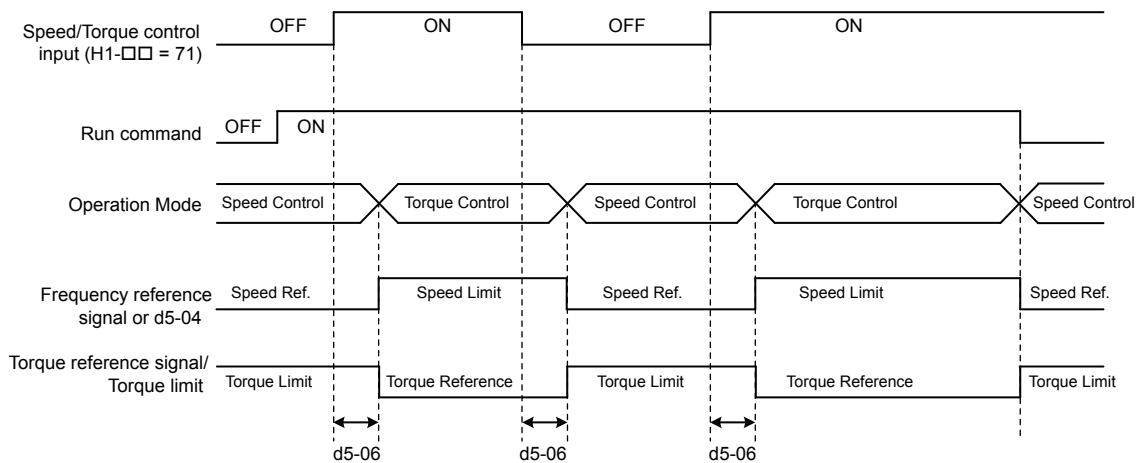 Speed/Torque control
input (H1-□□ = 71)
OFF ON OFF ON
Run command
OFF ON
Operation Mode
Speed Control Torque Control Speed Control Torque Control Speed Control
Frequency reference
signal or d5-04
Speed Ref. Speed Limit Speed Ref. Speed Limit Speed Ref.
Torque reference signal/
Torque limit
Torque Limit Torque Reference Torque Limit Torque Reference Torque Limit
d5-06 d5-06 d5-06